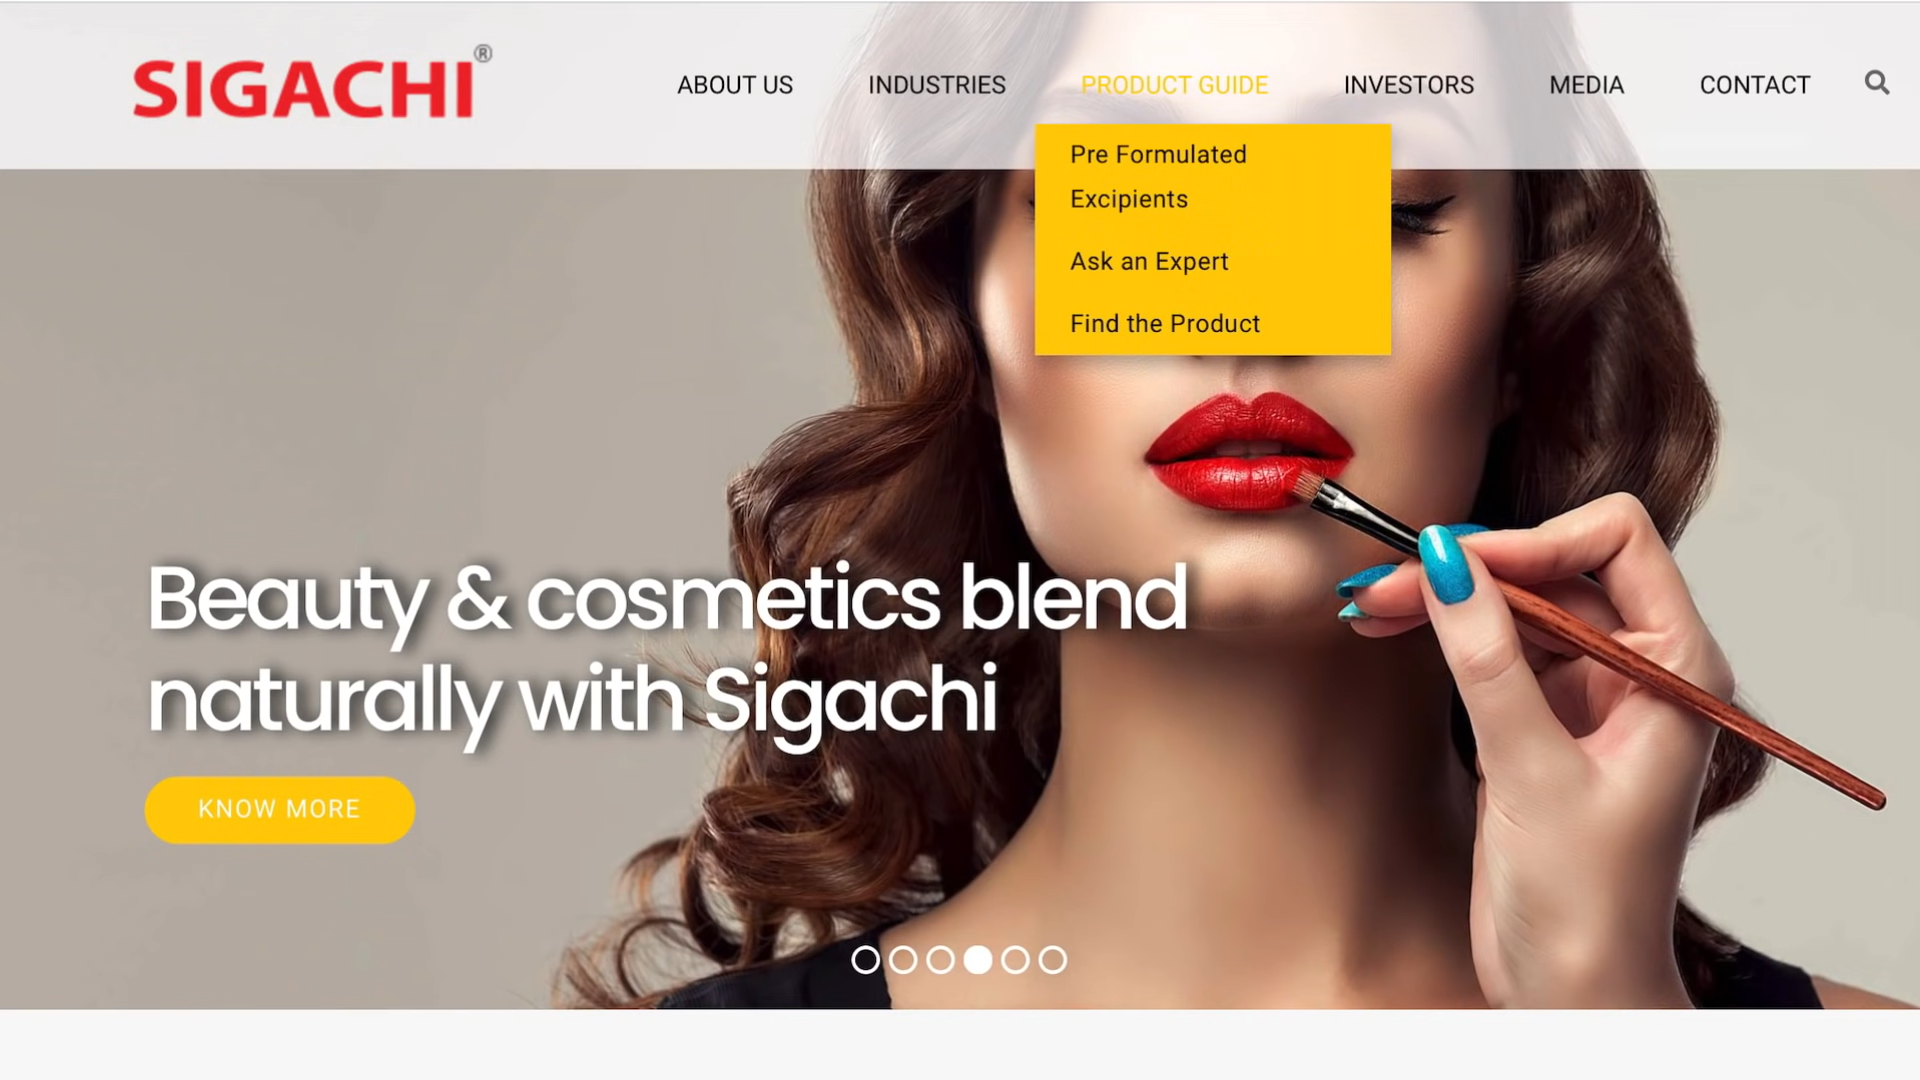 SIGACHI®
ABOUT US
INDUSTRIES
PRODUCT GUIDE
INVESTORS
MEDIA
CONTACT
Pre Formulated
Excipients
Ask an Expert
Find the Product
Beauty & cosmetics blend
naturally with Sigachi
KNOW MORE